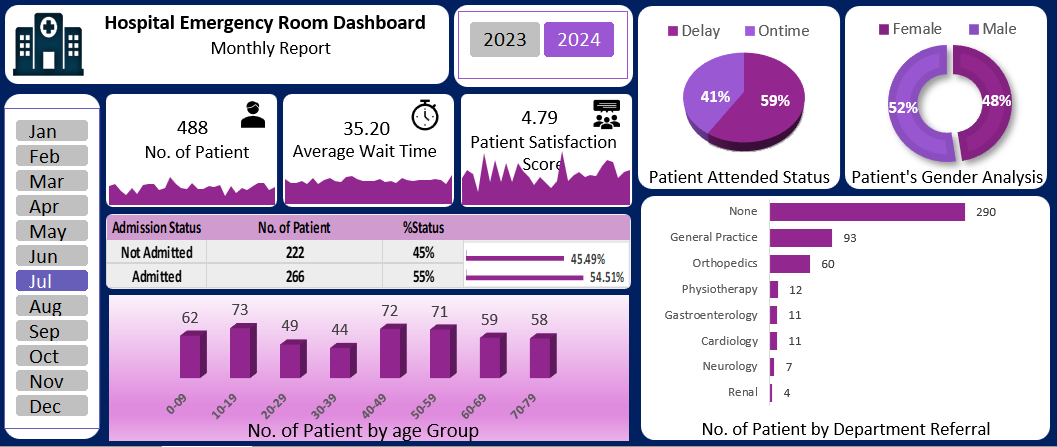 Hospital Emergency Room Dashboard
Monthly Report
2023
2024
Delay
Ontime
41%
59%
Patient Attended Status
Female
Male
52%
48%
Patient's Gender Analysis
Jan
Feb
Mar
Apr
May
Jun
Jul
Aug
Sep
Oct
Nov
Dec
488
No. of Patient
35.20
Average Wait Time
4.79
Patient Satisfaction
Score
Admission Status No. of Patient %Status
Not Admitted 222 45% 45.49%
Admitted 266 55% 54.51%
62 73 49 44 72 71 59 58
0-09 10-19 20-29 30-39 40-49 50-59 60-69 70-79
No. of Patient by age Group
None 290
General Practice 93
Orthopedics 60
Physiotherapy 12
Gastroenterology 11
Cardiology 11
Neurology 7
Renal 4
No. of Patient by Department Referral